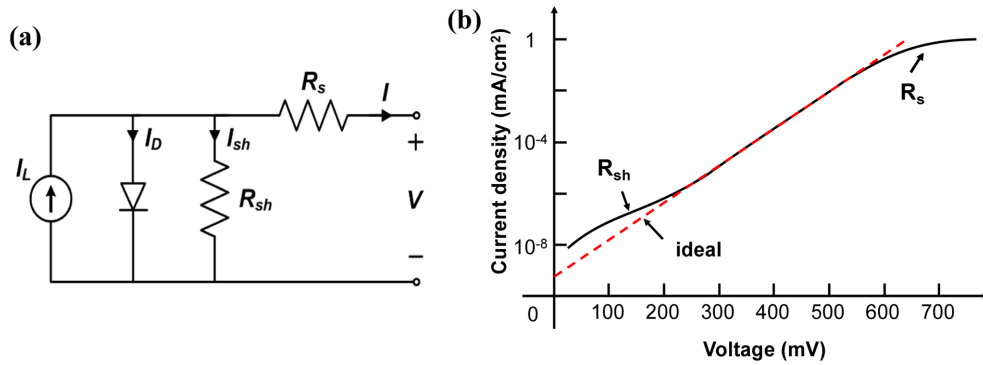 (a)
R_s
I
I_D
I_sh
+
I_L
R_sh
V
−
(b)
Current density (mA/cm²)
1
10⁻⁴
10⁻⁸
R_s
R_sh
ideal
0
100 200 300 400 500 600 700
Voltage (mV)